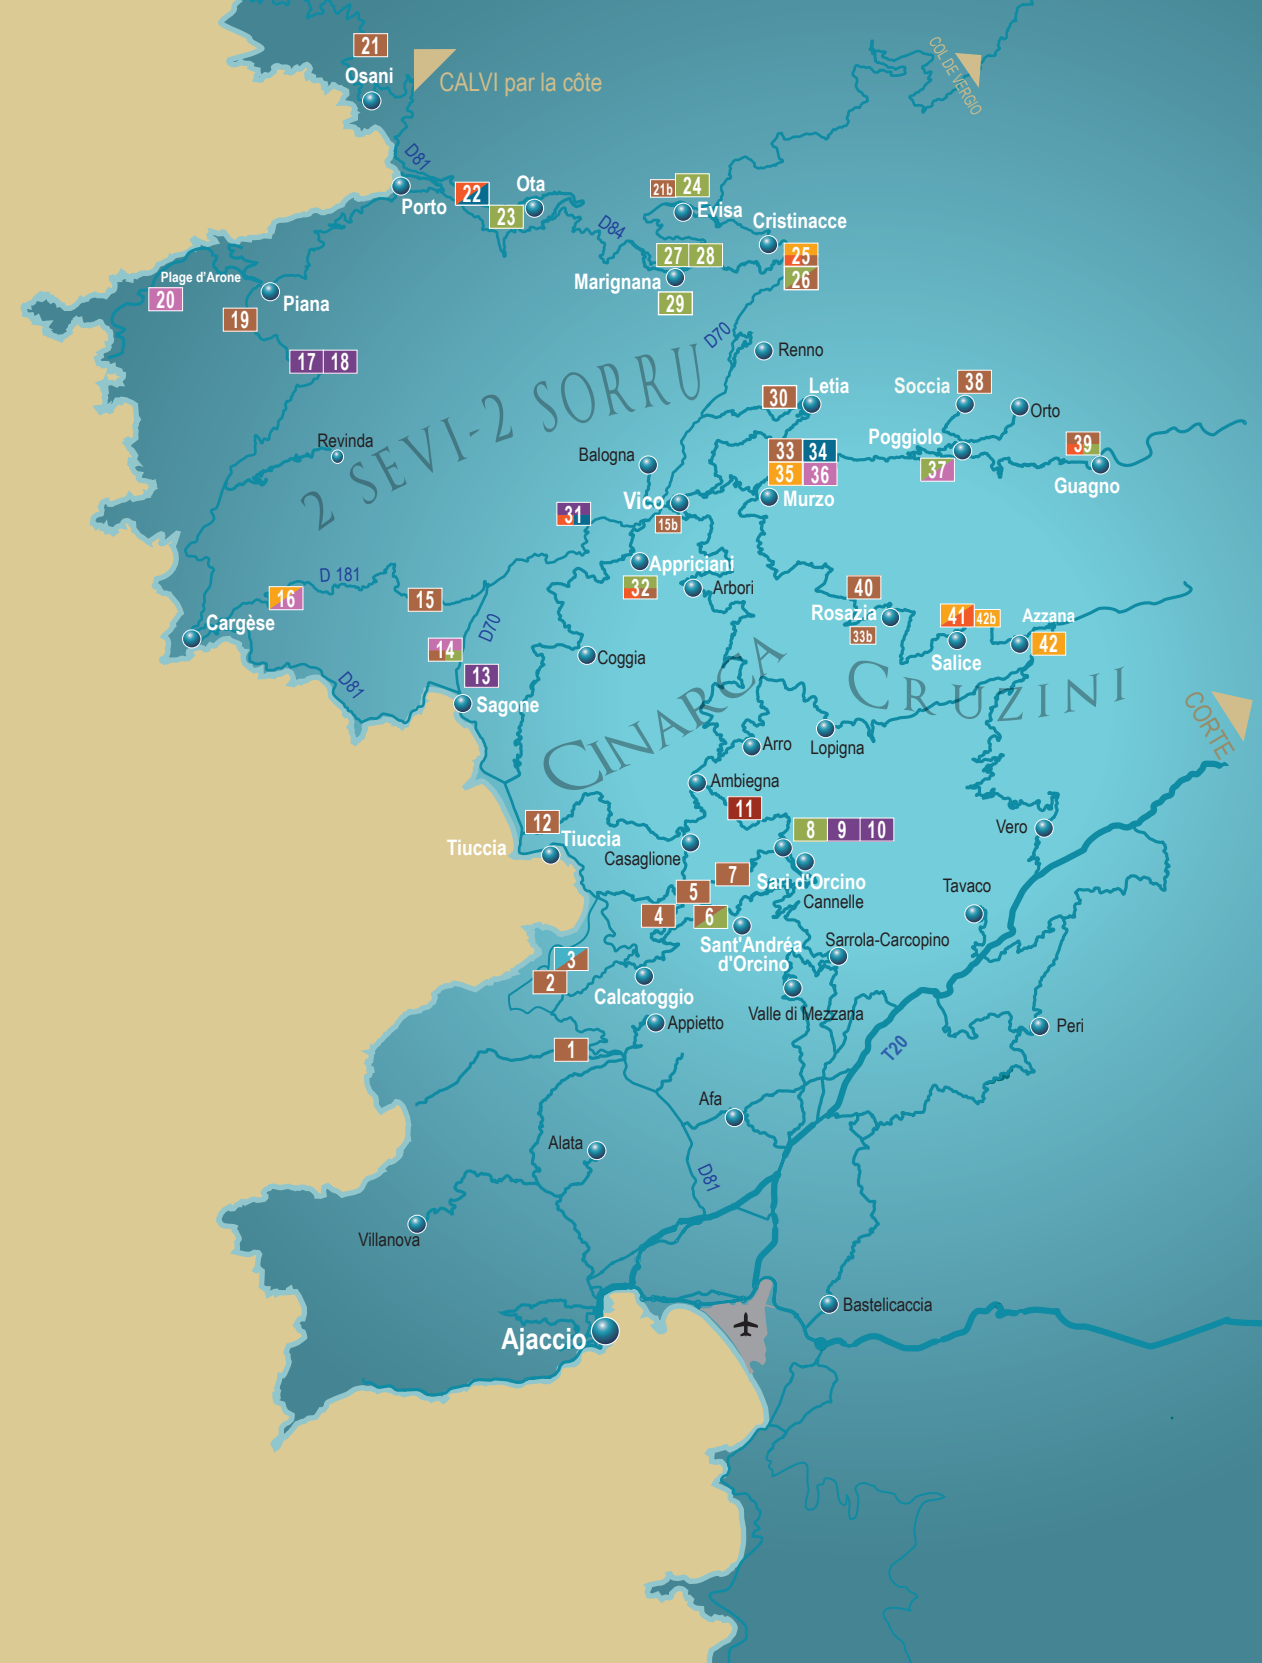 21
Osani
CALVI par la côte
COL DE VERGIO
D81
Porto
22
Ota
23
D84
21b
24
Evisa
Cristinacce
25
26
27
28
Marignana
29
Plage d'Arone
20
Piana
19
17
18
D70
Renno
2 SEVI-2 SORRU
30
Letia
Soccia
38
Orto
Revinda
Balogna
33
34
35
36
Poggiolo
37
39
Guagno
Vico
15b
Murzo
31
Appriciani
32
Arbori
D 181
16
15
Cargèse
D70
14
13
D81
Sagone
Coggia
40
Rosazia
33b
41
42b
Salice
Azzana
42
CINARCA
CRUZINI
CORTE
Arro
Lopigna
Ambiegna
11
12
Tiuccia
Tiuccia
Casaglione
8
9
10
Vero
7
Sari d'Orcino
Cannelle
5
4
6
Tavaco
Sant'Andréa
d'Orcino
Sarrola-Carcopino
3
2
Calcatoggio
Valle di Mezzana
Appietto
Peri
1
T20
Afa
Alata
D81
Villanova
Bastelicaccia
Ajaccio